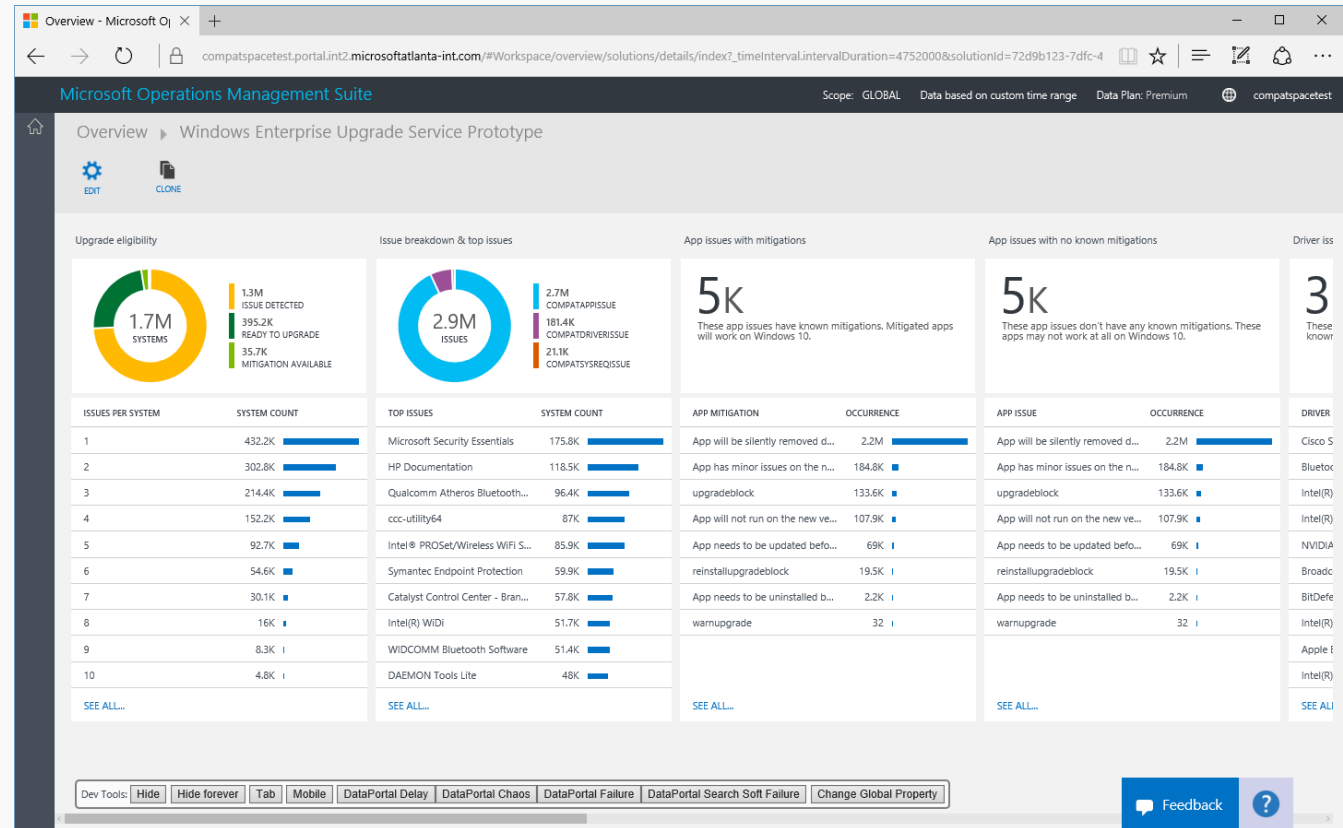 Overview - Microsoft O
compatspacetest.portal.int2.microsoftatlanta-int.com/#Workspace/overview/solutions/details/index?_timeInterval.intervalDuration=4752000&solutionId=72d9b123-7dfc-4
Microsoft Operations Management Suite
Scope: GLOBAL Data based on custom time range Data Plan: Premium compatspacetest
Overview ▶ Windows Enterprise Upgrade Service Prototype
EDIT CLONE
Upgrade eligibility
1.7M
SYSTEMS
1.3M
ISSUE DETECTED
395.2K
READY TO UPGRADE
35.7K
MITIGATION AVAILABLE
ISSUES PER SYSTEM SYSTEM COUNT
1 432.2K
2 302.8K
3 214.4K
4 152.2K
5 92.7K
6 54.6K
7 30.1K
8 16K
9 8.3K
10 4.8K
SEE ALL...
Issue breakdown & top issues
2.9M
ISSUES
2.7M
COMPATAPPISSUE
181.4K
COMPATDRIVERISSUE
21.1K
COMPATSYSREQISSUE
TOP ISSUES SYSTEM COUNT
Microsoft Security Essentials 175.8K
HP Documentation 118.5K
Qualcomm Atheros Bluetooth... 96.4K
ccc-utility64 87K
Intel® PROSet/Wireless WiFi S... 85.9K
Symantec Endpoint Protection 59.9K
Catalyst Control Center - Bran... 57.8K
Intel(R) WiDi 51.7K
WIDCOMM Bluetooth Software 51.4K
DAEMON Tools Lite 48K
SEE ALL...
App issues with mitigations
5K
These app issues have known mitigations. Mitigated apps
will work on Windows 10.
APP MITIGATION OCCURRENCE
App will be silently removed d... 2.2M
App has minor issues on the n... 184.8K
upgradeblock 133.6K
App will not run on the new ve... 107.9K
App needs to be updated befo... 69K
reinstallupgradeblock 19.5K
App needs to be uninstalled b... 2.2K
warnupgrade 32
SEE ALL...
App issues with no known mitigations
5K
These app issues don't have any known mitigations. These
apps may not work at all on Windows 10.
APP ISSUE OCCURRENCE
App will be silently removed d... 2.2M
App has minor issues on the n... 184.8K
upgradeblock 133.6K
App will not run on the new ve... 107.9K
App needs to be updated befo... 69K
reinstallupgradeblock 19.5K
App needs to be uninstalled b... 2.2K
warnupgrade 32
SEE ALL...
Driver iss
3
These
know
DRIVER
Cisco S
Bluetoo
Intel(R)
Intel(R)
NVIDIA
Broadc
BitDefe
Intel(R)
Apple
Intel(R)
SEE ALL
Dev Tools: Hide Hide forever Tab Mobile DataPortal Delay DataPortal Chaos DataPortal Failure DataPortal Search Soft Failure Change Global Property
Feedback ?